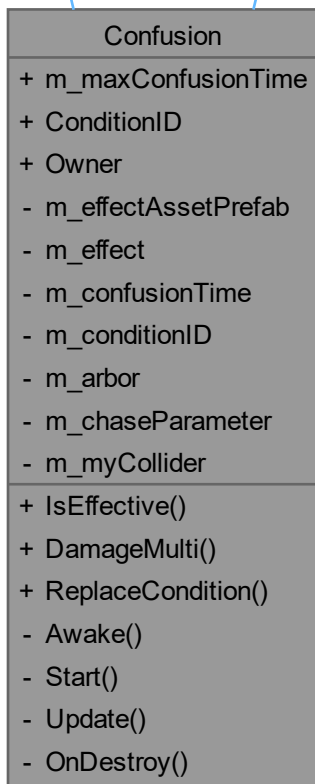 Confusion
+ m_maxConfusionTime
+ ConditionID
+ Owner
- m_effectAssetPrefab
- m_effect
- m_confusionTime
- m_conditionID
- m_arbor
- m_chaseParameter
- m_myCollider
+ IsEffective()
+ DamageMulti()
+ ReplaceCondition()
- Awake()
- Start()
- Update()
- OnDestroy()